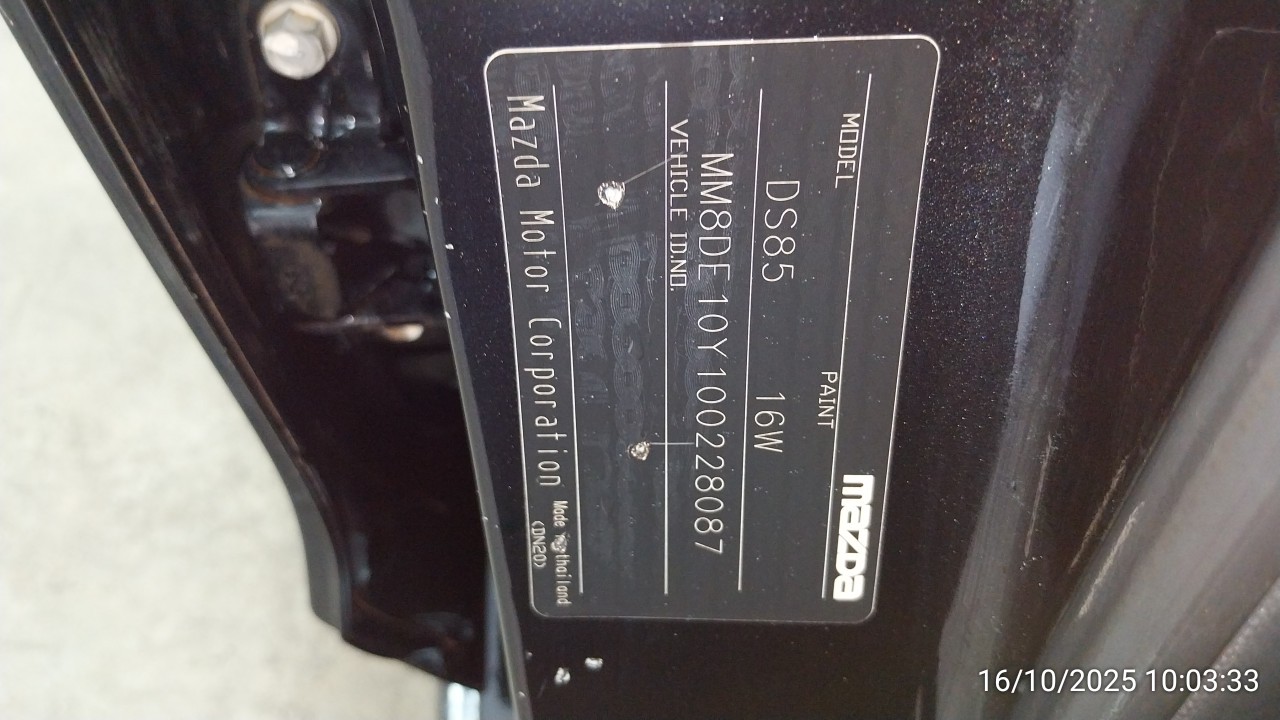 mazda
MODEL PAINT
DS85 16W
MM8DE10Y100228087
VEHICLE I.D.NO.
Mazda Motor Corporation Made in thailand
<DN20>
16/10/2025 10:03:33